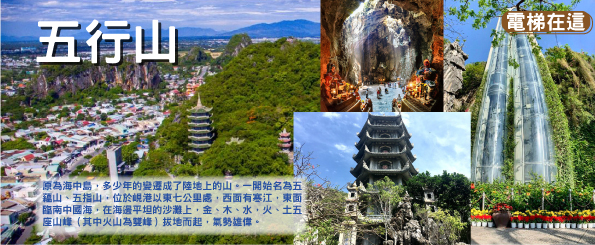 五行山
電梯在這
原為海中島，多少年的變遷成了陸地上的山。一開始名為五
蘊山、五指山，位於峴港以東七公里處，西面有寒江，東面
臨南中國海，在海邊平坦的沙灘上，金、木、水、火、土五
座山峰（其中火山為雙峰）拔地而起，氣勢雄偉。